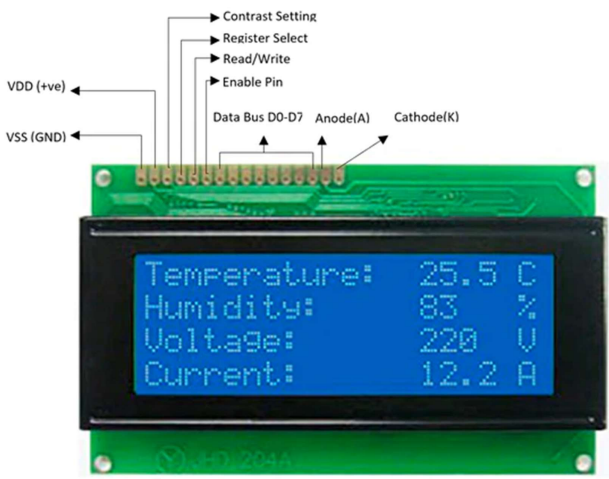 Contrast Setting
Register Select
Read/Write
Enable Pin
VDD (+ve)
Data Bus D0-D7 Anode(A) Cathode(K)
VSS (GND)
Temperature: 25.5 C
Humidity: 83 %
Voltage: 220 V
Current: 12.2 A
JHD 204A